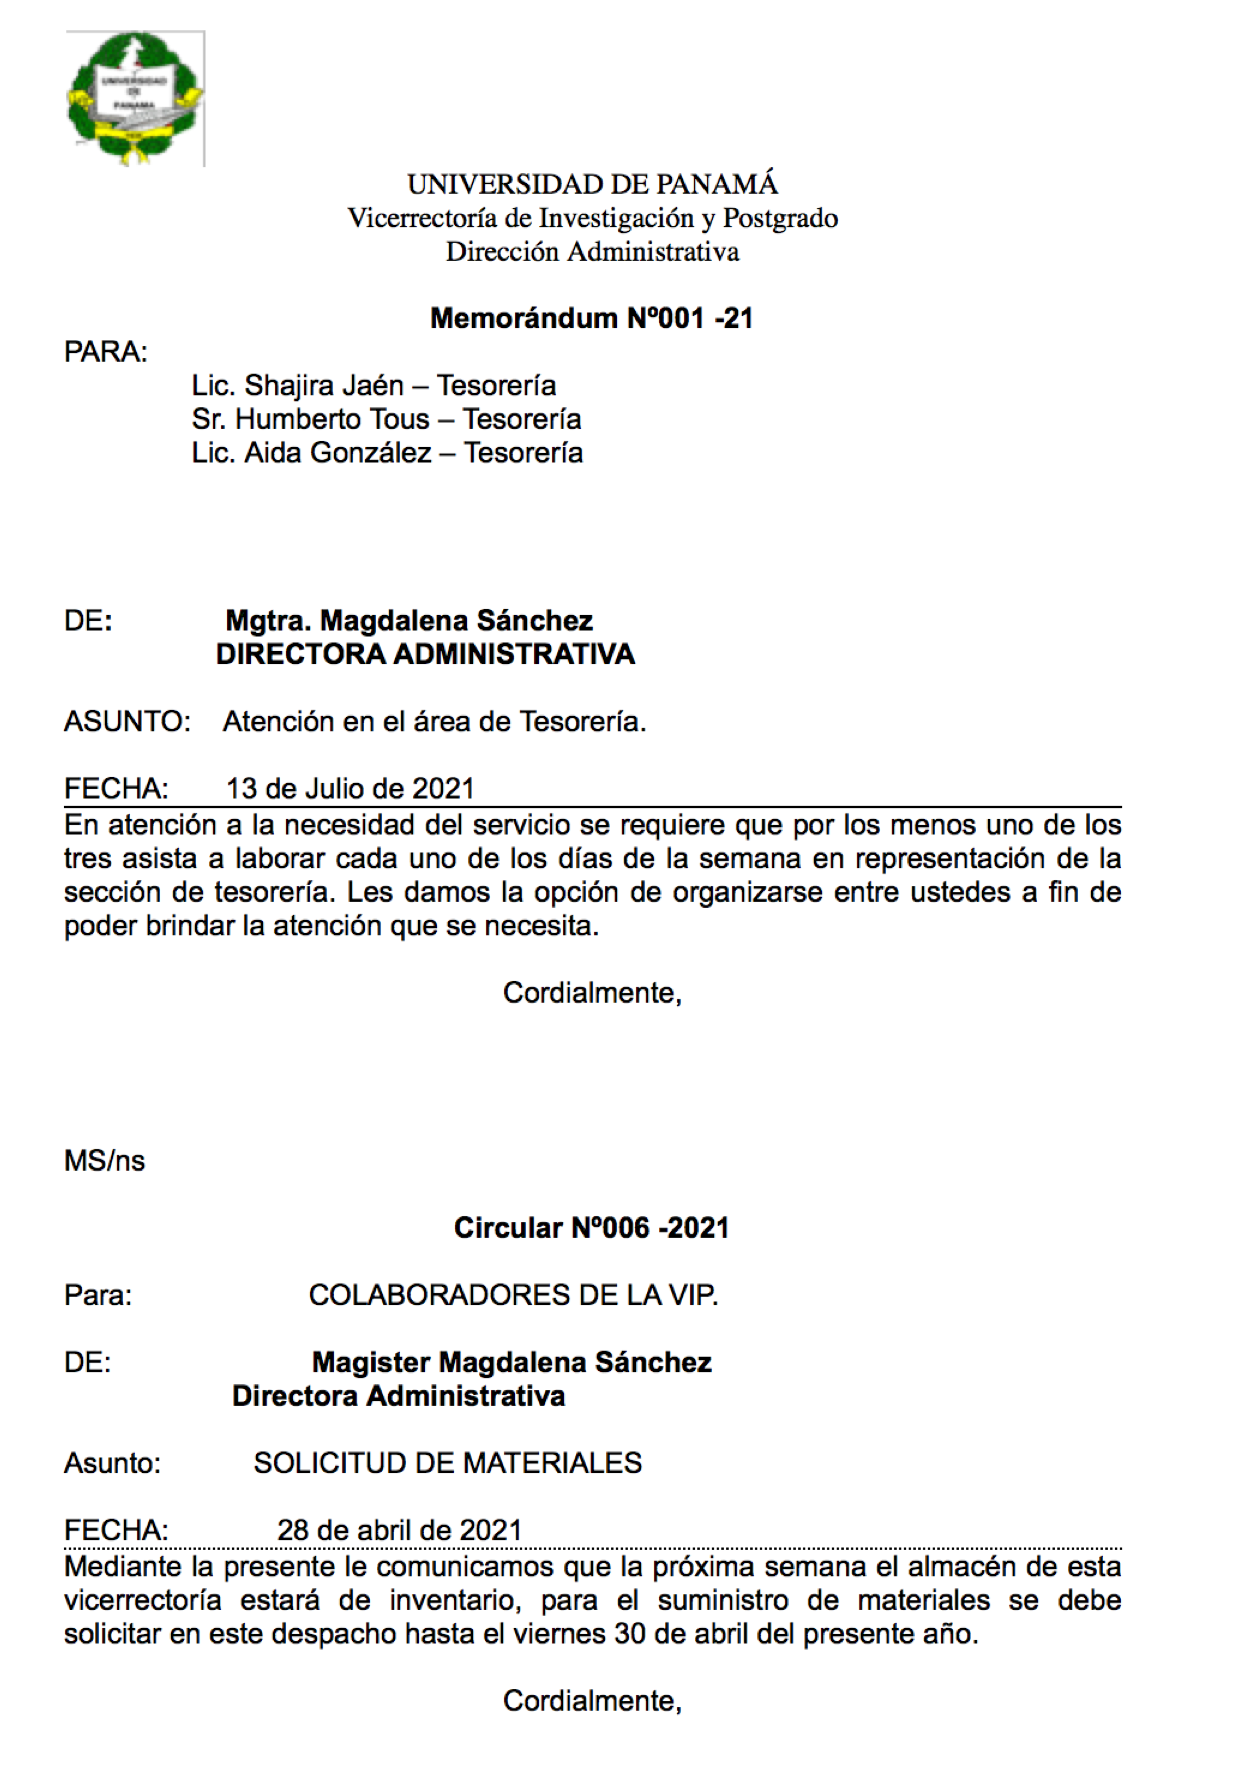 UNIVERSIDAD
DE
PANAMA
UNIVERSIDAD DE PANAMÁ
Vicerrectoría de Investigación y Postgrado
Dirección Administrativa
Memorándum Nº001 -21
PARA:
Lic. Shajira Jaén – Tesorería
Sr. Humberto Tous – Tesorería
Lic. Aida González – Tesorería
DE: Mgtra. Magdalena Sánchez
DIRECTORA ADMINISTRATIVA
ASUNTO: Atención en el área de Tesorería.
FECHA: 13 de Julio de 2021
En atención a la necesidad del servicio se requiere que por los menos uno de los
tres asista a laborar cada uno de los días de la semana en representación de la
sección de tesorería. Les damos la opción de organizarse entre ustedes a fin de
poder brindar la atención que se necesita.
Cordialmente,
MS/ns
Circular Nº006 -2021
Para: COLABORADORES DE LA VIP.
DE: Magister Magdalena Sánchez
Directora Administrativa
Asunto: SOLICITUD DE MATERIALES
FECHA: 28 de abril de 2021
Mediante la presente le comunicamos que la próxima semana el almacén de esta
vicerrectoría estará de inventario, para el suministro de materiales se debe
solicitar en este despacho hasta el viernes 30 de abril del presente año.
Cordialmente,